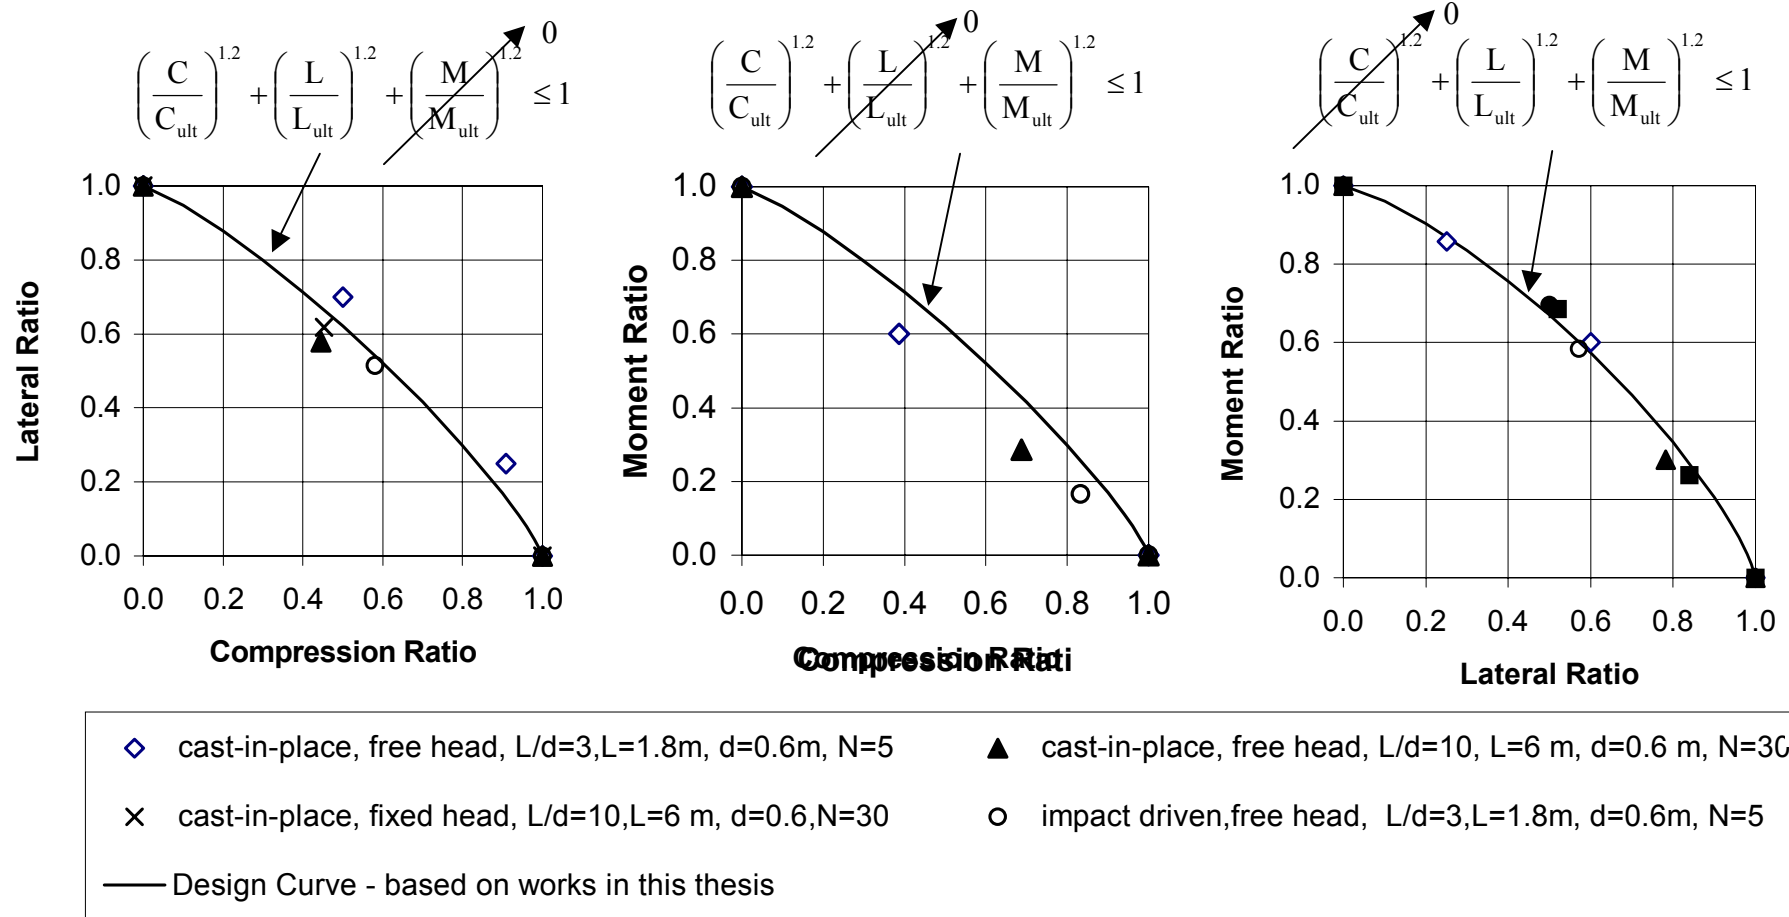 (C/C_ult)^1.2 + (L/L_ult)^1.2 + (M/M_ult)^1.2 ≤ 1
0
(C/C_ult)^1.2 + (L/L_ult)^1.2 + (M/M_ult)^1.2 ≤ 1
0
(C/C_ult)^1.2 + (L/L_ult)^1.2 + (M/M_ult)^1.2 ≤ 1
0
Lateral Ratio
1.0
0.8
0.6
0.4
0.2
0.0
0.0 0.2 0.4 0.6 0.8 1.0
Compression Ratio
Moment Ratio
1.0
0.8
0.6
0.4
0.2
0.0
0.0 0.2 0.4 0.6 0.8 1.0
Compression Rati
Moment Ratio
1.0
0.8
0.6
0.4
0.2
0.0
0.0 0.2 0.4 0.6 0.8 1.0
Lateral Ratio
cast-in-place, free head, L/d=3,L=1.8m, d=0.6m, N=5
cast-in-place, free head, L/d=10, L=6 m, d=0.6 m, N=30
cast-in-place, fixed head, L/d=10,L=6 m, d=0.6,N=30
impact driven,free head, L/d=3,L=1.8m, d=0.6m, N=5
Design Curve - based on works in this thesis